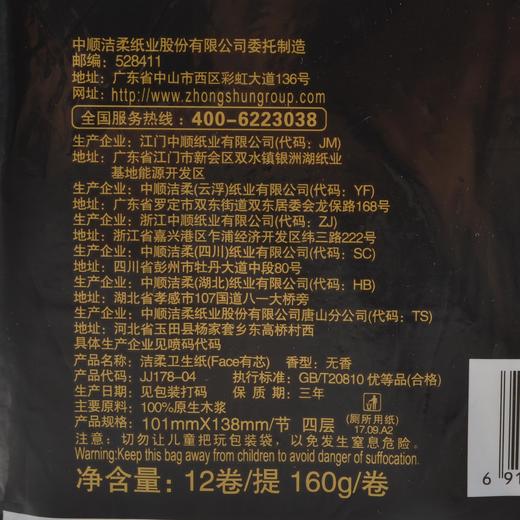 中顺洁柔纸业股份有限公司委托制造
邮编：528411
地址：广东省中山市西区彩虹大道136号
网址：http://www.zhongshungroup.com
全国服务热线：400-6223038
生产企业：江门中顺纸业有限公司(代码：JM)
地址：广东省江门市新会区双水镇银洲湖纸业
基地能源开发区
生产企业：中顺洁柔(云浮)纸业有限公司(代码：YF)
地址：广东省罗定市双东街道双东居委会龙保路168号
生产企业：浙江中顺纸业有限公司(代码：ZJ)
地址：浙江省嘉兴港区乍浦经济开发区纬三路222号
生产企业：中顺洁柔(四川)纸业有限公司(代码：SC)
地址：四川省彭州市牡丹大道中段80号
生产企业：中顺洁柔(湖北)纸业有限公司(代码：HB)
地址：湖北省孝感市107国道八一大桥旁
生产企业：中顺洁柔纸业股份有限公司唐山分公司(代码：TS)
地址：河北省玉田县杨家套乡东高桥村西
具体生产企业见喷码代码
产品名称：洁柔卫生纸(Face有芯) 香型：无香
产品代码：JJ178-04 执行标准：GB/T20810 优等品(合格)
生产日期：见包装打码 保质期：三年
主要原料：100%原生木浆
产品规格：101mmX138mm/节 四层
(厕所用纸)
17.09.A2
注意：切勿让儿童把玩包装袋，以免发生窒息危险。
Warning:Keep this bag away from children to avoid danger of suffocation.
净含量：12卷/提 160g/卷
6 91